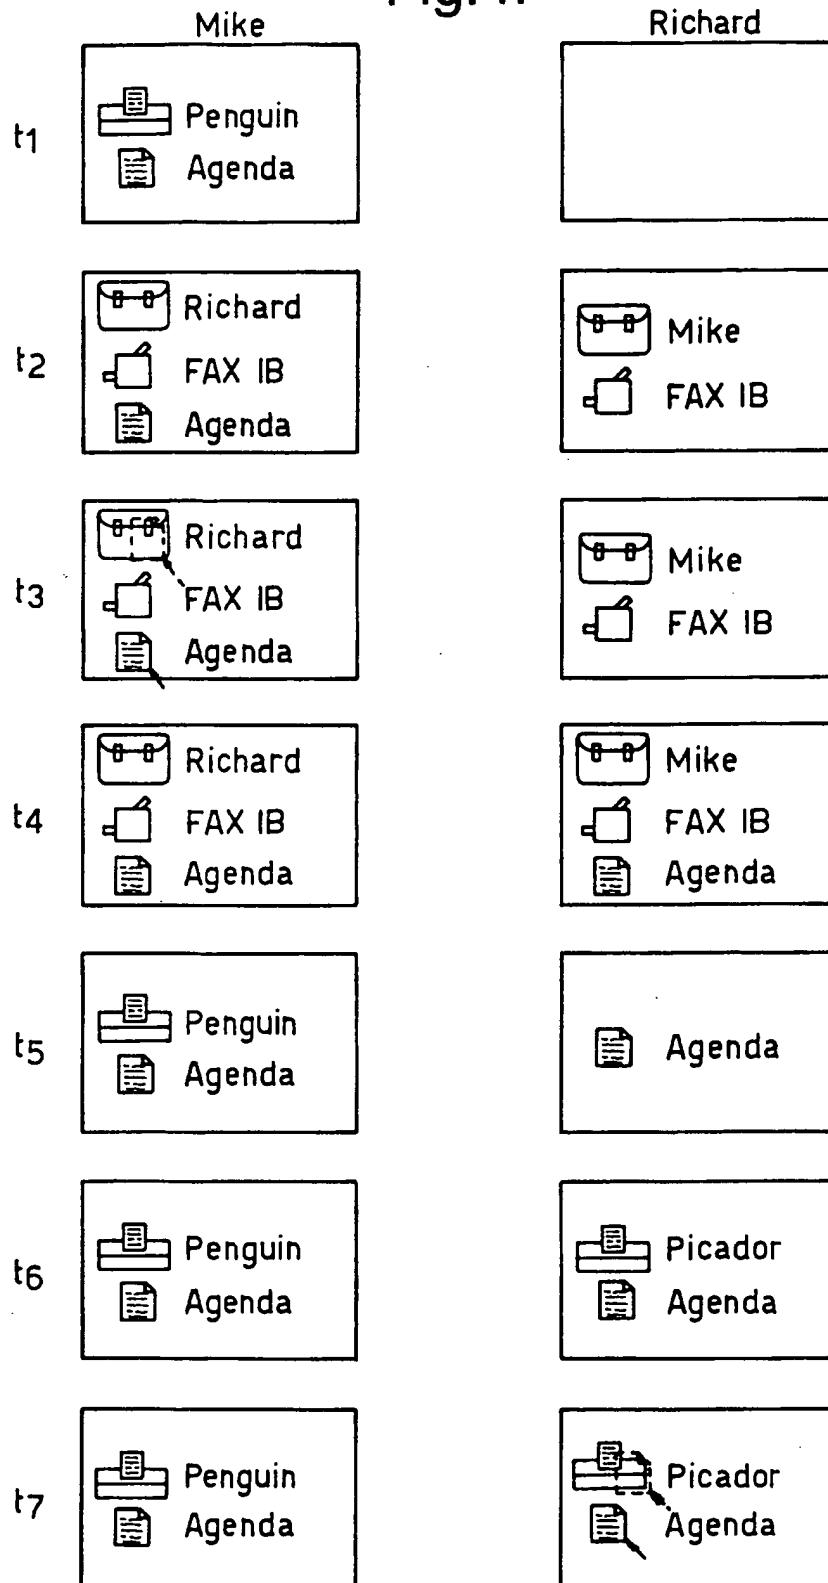 Mike Richard
t1
Penguin
Agenda
t2
Richard
FAX IB
Agenda
Mike
FAX IB
t3
Richard
FAX IB
Agenda
Mike
FAX IB
t4
Richard
FAX IB
Agenda
Mike
FAX IB
Agenda
t5
Penguin
Agenda
Agenda
t6
Penguin
Agenda
Picador
Agenda
t7
Penguin
Agenda
Picador
Agenda